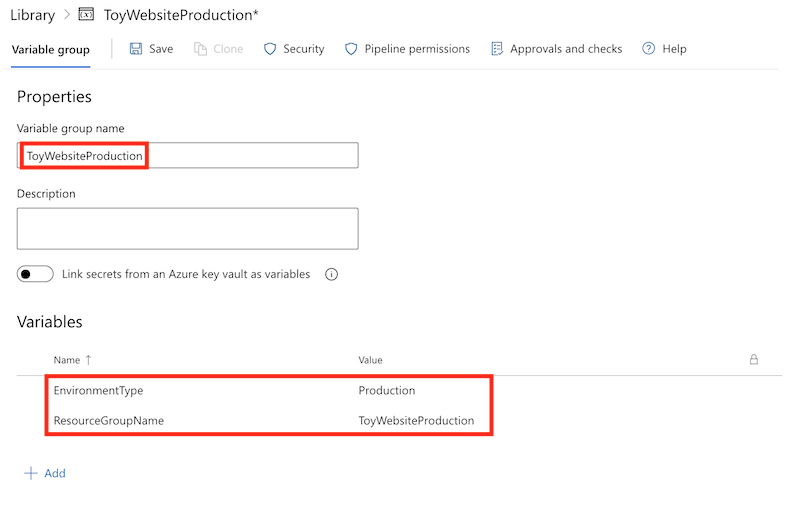 Library > ToyWebsiteProduction*
Variable group Save Clone Security Pipeline permissions Approvals and checks Help
Properties
Variable group name
ToyWebsiteProduction
Description
Link secrets from an Azure key vault as variables
Variables
Name ↑ Value
EnvironmentType Production
ResourceGroupName ToyWebsiteProduction
+ Add